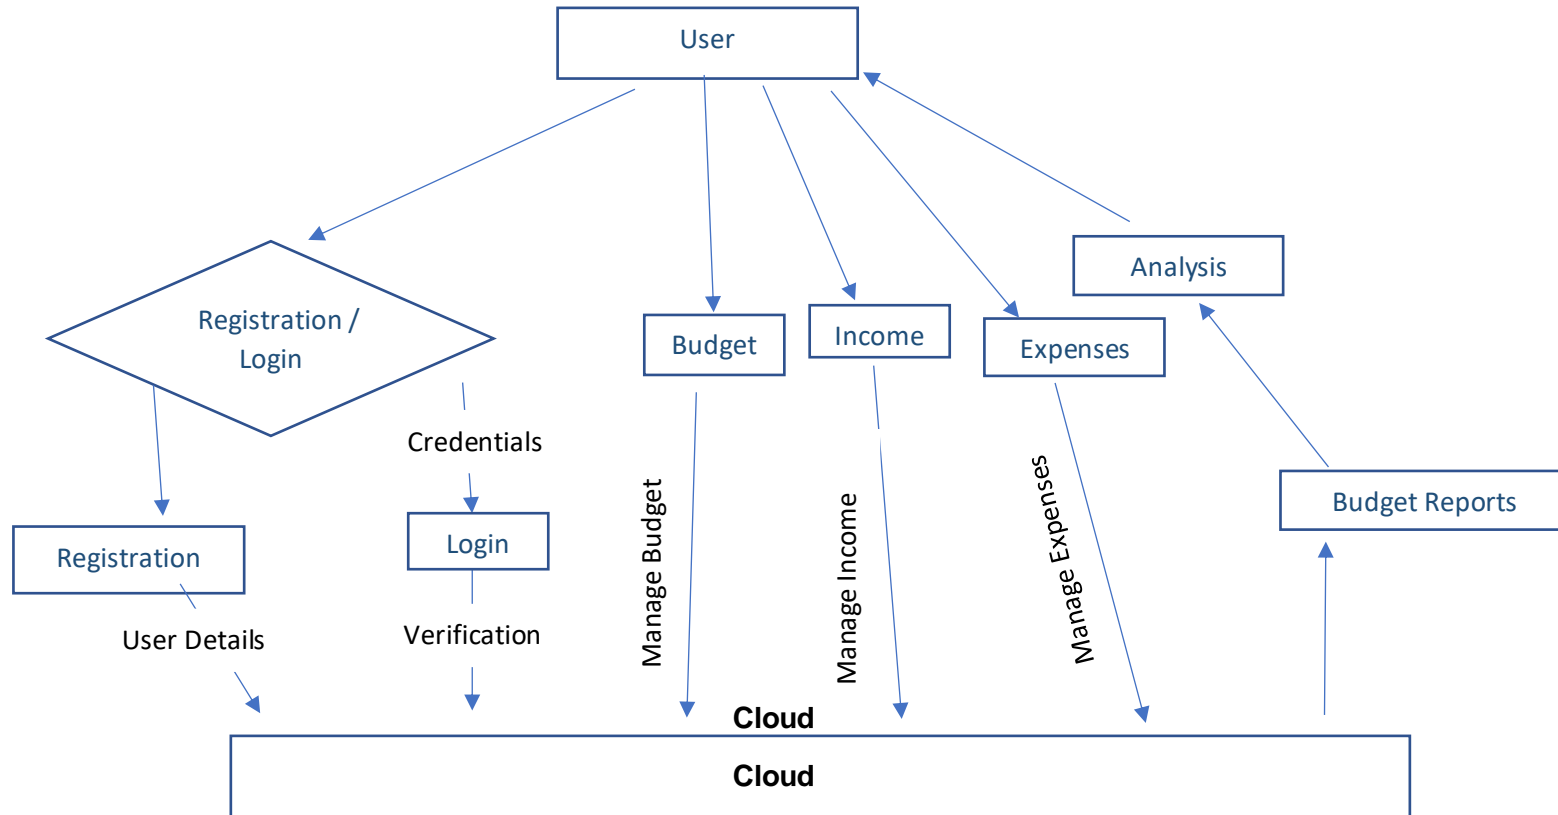 User
Registration /
Login
Budget
Income
Expenses
Analysis
Credentials
Manage Budget
Manage Income
Manage Expenses
Budget Reports
Registration
Login
User Details
Verification
Cloud
Cloud